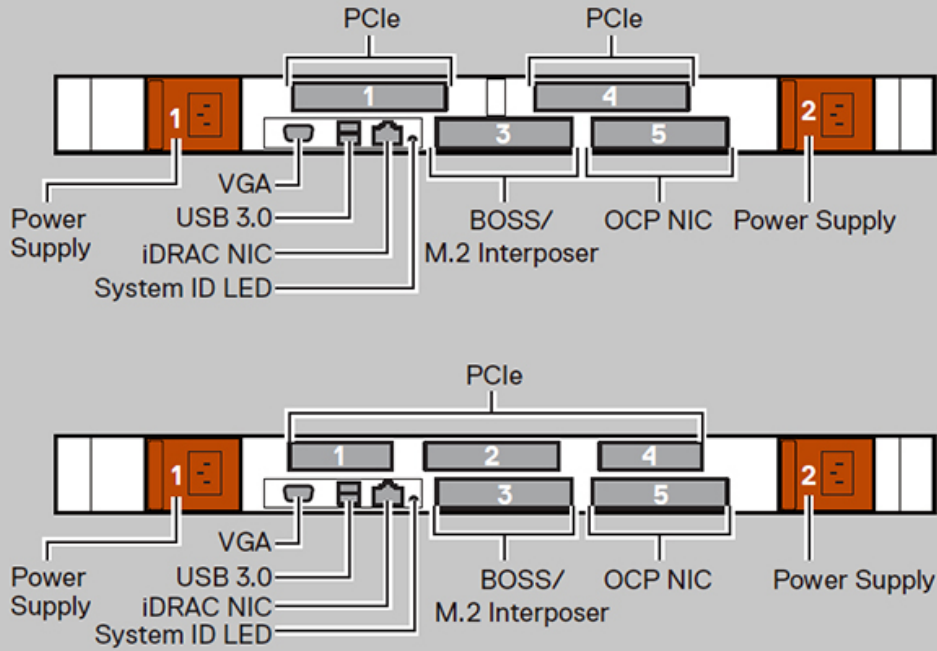 PCIe
PCIe
1
4
1
2
3
5
VGA
Power
Supply
USB 3.0
BOSS/
M.2 Interposer
OCP NIC
Power Supply
iDRAC NIC
System ID LED
PCIe
1
2
4
1
2
3
5
VGA
Power
Supply
USB 3.0
BOSS/
M.2 Interposer
OCP NIC
Power Supply
iDRAC NIC
System ID LED